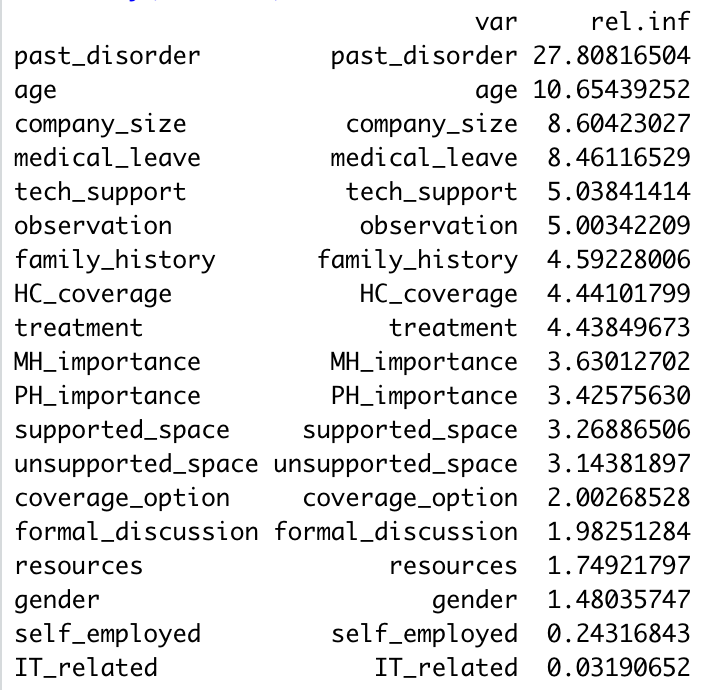 var rel.inf
past_disorder past_disorder 27.80816504
age age 10.65439252
company_size company_size 8.60423027
medical_leave medical_leave 8.46116529
tech_support tech_support 5.03841414
observation observation 5.00342209
family_history family_history 4.59228006
HC_coverage HC_coverage 4.44101799
treatment treatment 4.43849673
MH_importance MH_importance 3.63012702
PH_importance PH_importance 3.42575630
supported_space supported_space 3.26886506
unsupported_space unsupported_space 3.14381897
coverage_option coverage_option 2.00268528
formal_discussion formal_discussion 1.98251284
resources resources 1.74921797
gender gender 1.48035747
self_employed self_employed 0.24316843
IT_related IT_related 0.03190652